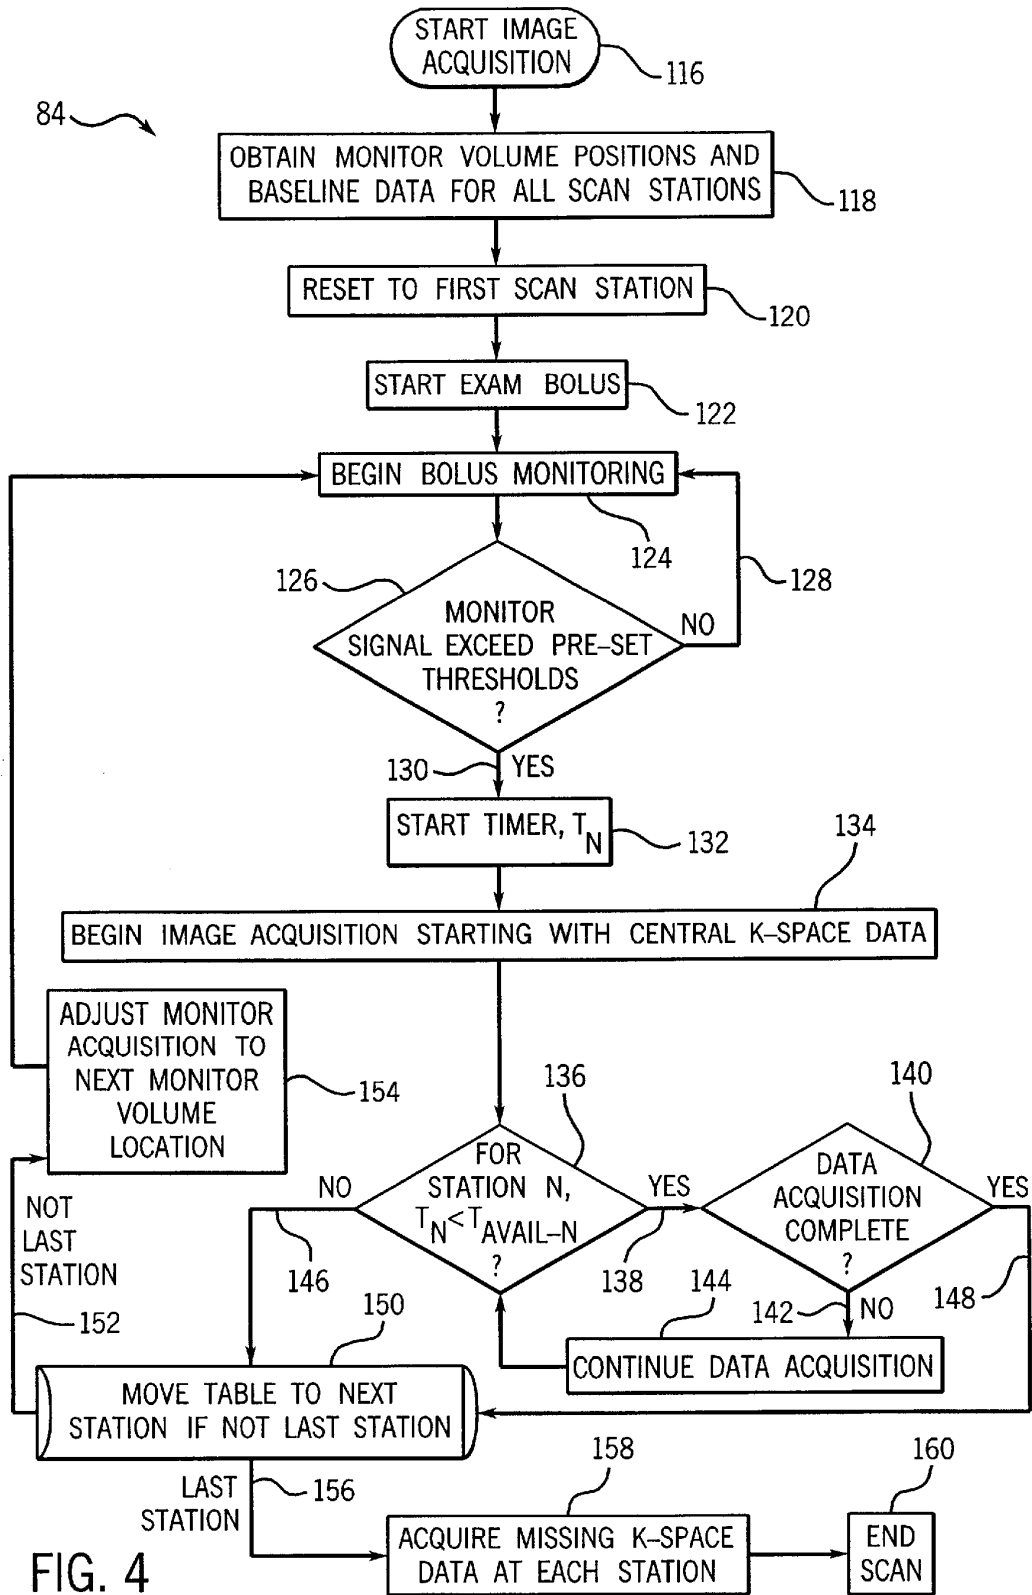 START IMAGE
ACQUISITION
116
84
OBTAIN MONITOR VOLUME POSITIONS AND
BASELINE DATA FOR ALL SCAN STATIONS
118
RESET TO FIRST SCAN STATION
120
START EXAM BOLUS
122
BEGIN BOLUS MONITORING
124
126
128
MONITOR
SIGNAL EXCEED PRE-SET
THRESHOLDS
?
NO
130
YES
START TIMER, TN
132
134
BEGIN IMAGE ACQUISITION STARTING WITH CENTRAL K-SPACE DATA
ADJUST MONITOR
ACQUISITION TO
NEXT MONITOR
VOLUME
LOCATION
154
136
140
FOR
STATION N,
TN<TAVAIL-N
?
NO
YES
146
138
DATA
ACQUISITION
COMPLETE
?
YES
148
142
NO
144
CONTINUE DATA ACQUISITION
NOT
LAST
STATION
152
150
MOVE TABLE TO NEXT
STATION IF NOT LAST STATION
LAST
STATION
156
158
160
ACQUIRE MISSING K-SPACE
DATA AT EACH STATION
END
SCAN
FIG. 4